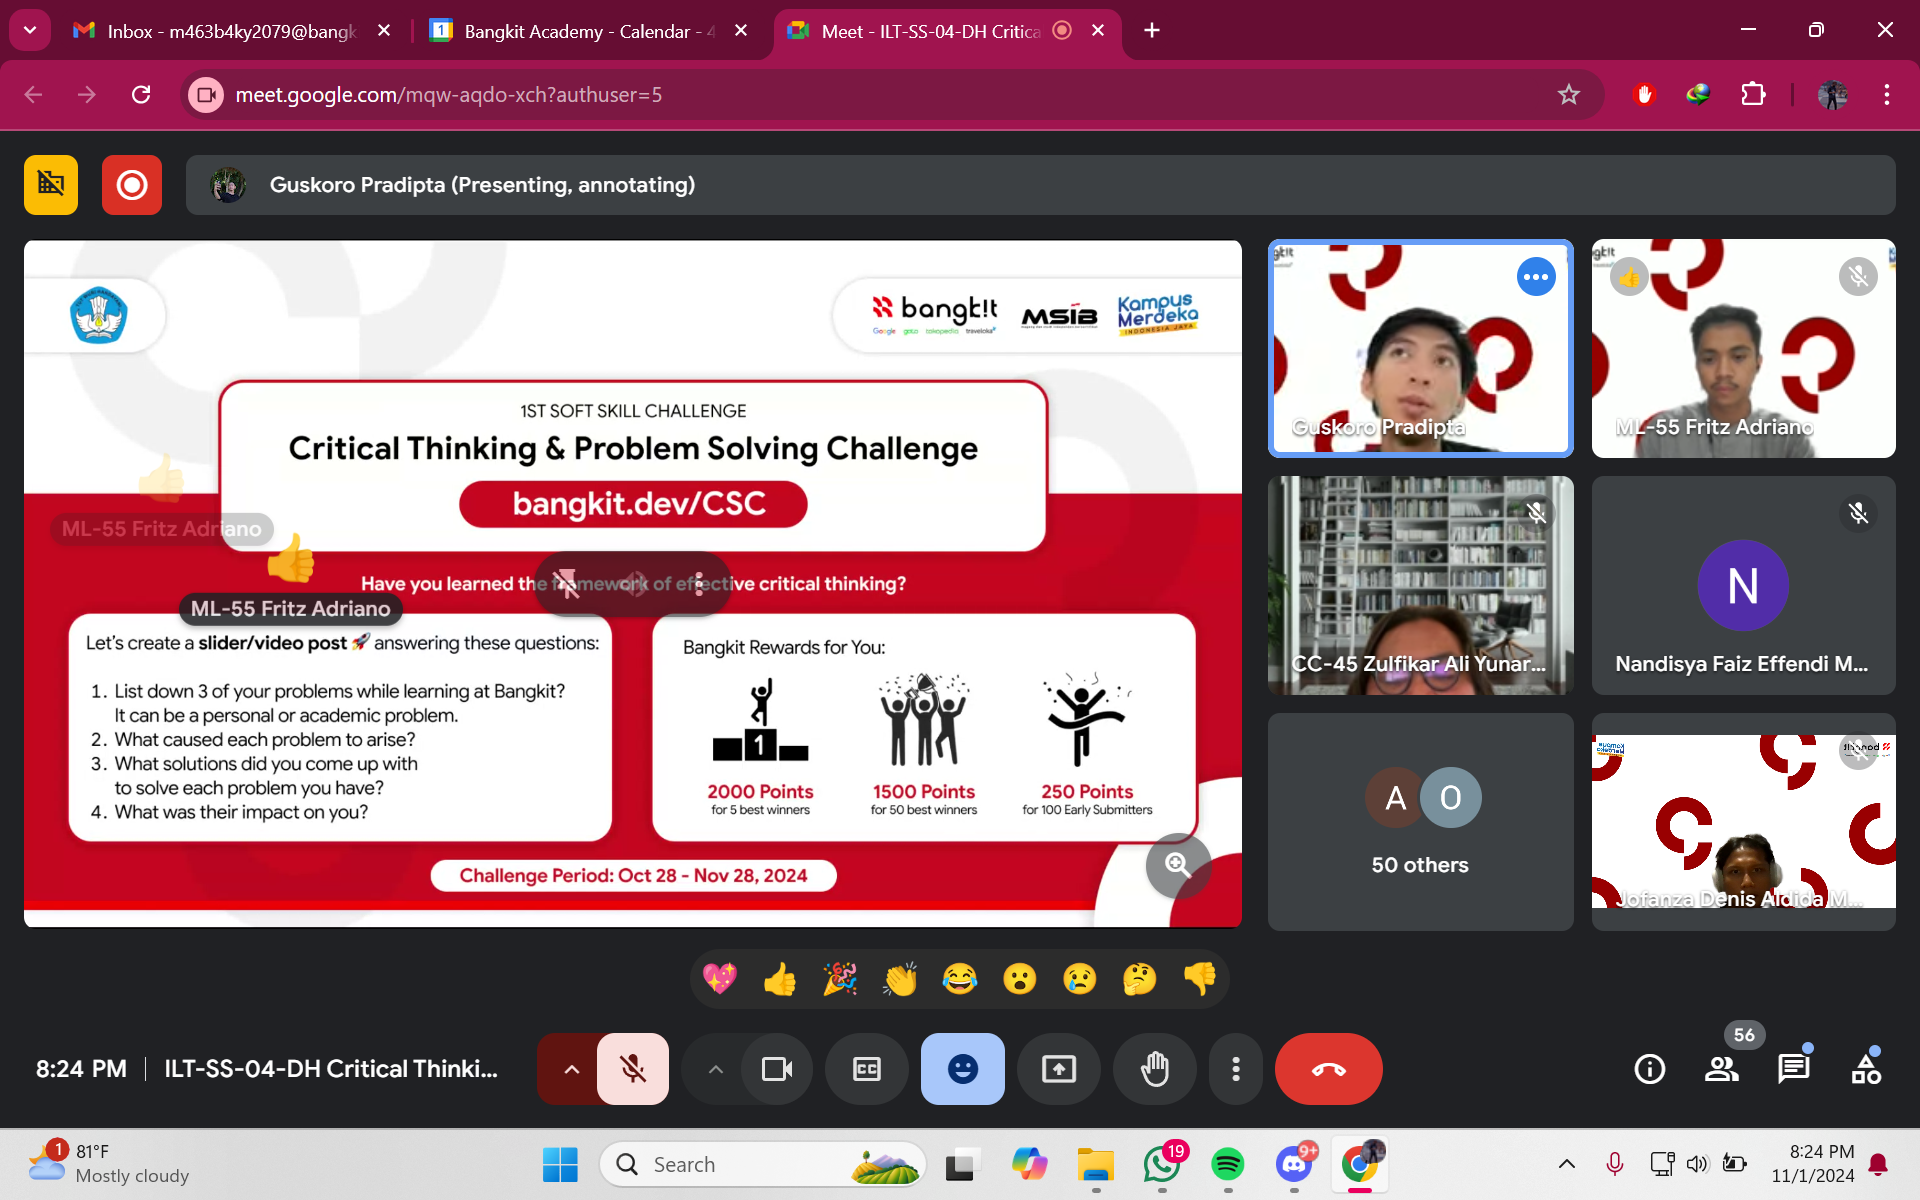 Inbox - m463b4ky2079@bangk
Bangkit Academy - Calendar - 4
Meet - ILT-SS-04-DH Critica
meet.google.com/mqw-aqdo-xch?authuser=5
Guskoro Pradipta (Presenting, annotating)
bangk!t
Google goto tokopedia traveloka
MSIB
Kampus
Merdeka
INDONESIA JAYA
1ST SOFT SKILL CHALLENGE
Critical Thinking & Problem Solving Challenge
bangkit.dev/CSC
ML-55 Fritz Adriano
Have you learned the framework of effective critical thinking?
ML-55 Fritz Adriano
Let's create a slider/video post 🚀 answering these questions:
1. List down 3 of your problems while learning at Bangkit?
It can be a personal or academic problem.
2. What caused each problem to arise?
3. What solutions did you come up with
to solve each problem you have?
4. What was their impact on you?
Bangkit Rewards for You:
1
2000 Points
for 5 best winners
1500 Points
for 50 best winners
250 Points
for 100 Early Submitters
Challenge Period: Oct 28 - Nov 28, 2024
Guskoro Pradipta
ML-55 Fritz Adriano
CC-45 Zulfikar Ali Yunar...
N
Nandisya Faiz Effendi M...
A O
50 others
Jofanza Denis Aldida M...
8:24 PM
ILT-SS-04-DH Critical Thinki...
CC
56
1
81°F
Mostly cloudy
Search
19
9+
8:24 PM
11/1/2024